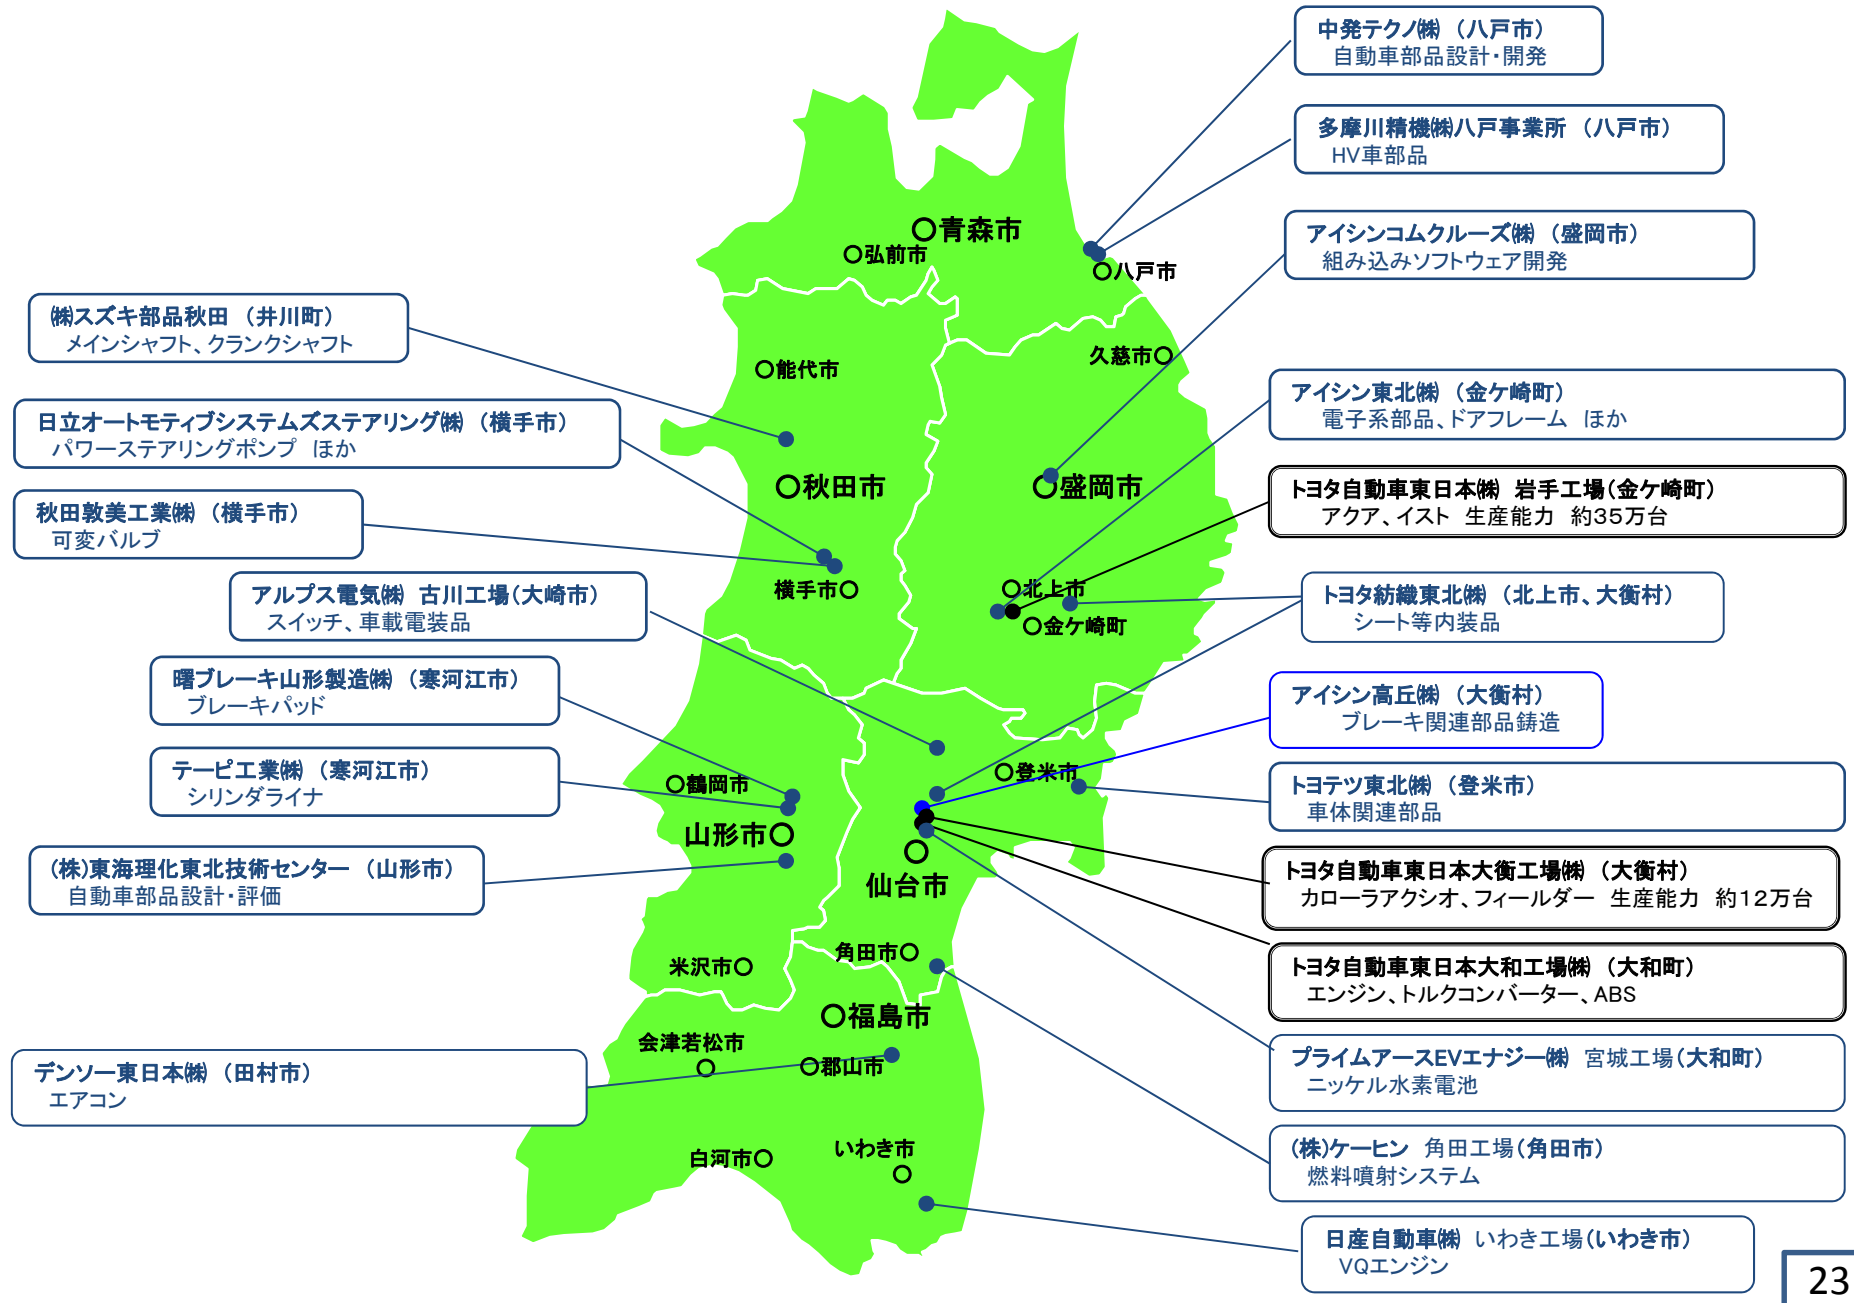 中発テクノ㈱ （八戸市）
自動車部品設計・開発
多摩川精機㈱八戸事業所 （八戸市）
HV車部品
アイシンコムクルーズ㈱ （盛岡市）
組み込みソフトウェア開発
アイシン東北㈱ （金ケ崎町）
電子系部品、ドアフレーム ほか
トヨタ自動車東日本㈱ 岩手工場（金ケ崎町）
アクア、イスト 生産能力 約３５万台
トヨタ紡織東北㈱ （北上市、大衡村）
シート等内装品
アイシン高丘㈱ （大衡村）
ブレーキ関連部品鋳造
トヨテツ東北㈱ （登米市）
車体関連部品
トヨタ自動車東日本大衡工場㈱ （大衡村）
カローラアクシオ、フィールダー 生産能力 約１２万台
トヨタ自動車東日本大和工場㈱ （大和町）
エンジン、トルクコンバーター、ABS
プライムアースEVエナジー㈱ 宮城工場（大和町）
ニッケル水素電池
(株)ケーヒン 角田工場（角田市）
燃料噴射システム
日産自動車㈱ いわき工場（いわき市）
VQエンジン
㈱スズキ部品秋田 （井川町）
メインシャフト、クランクシャフト
日立オートモティブシステムズステアリング㈱ （横手市）
パワーステアリングポンプ ほか
秋田敦美工業㈱ （横手市）
可変バルブ
アルプス電気㈱ 古川工場（大崎市）
スイッチ、車載電装品
曙ブレーキ山形製造㈱ （寒河江市）
ブレーキパッド
テーピ工業㈱ （寒河江市）
シリンダライナ
(株)東海理化東北技術センター （山形市）
自動車部品設計・評価
デンソー東日本㈱ （田村市）
エアコン
青森市
弘前市
八戸市
久慈市
能代市
秋田市
盛岡市
横手市
北上市
金ケ崎町
鶴岡市
登米市
山形市
仙台市
角田市
米沢市
福島市
会津若松市
郡山市
いわき市
白河市
23